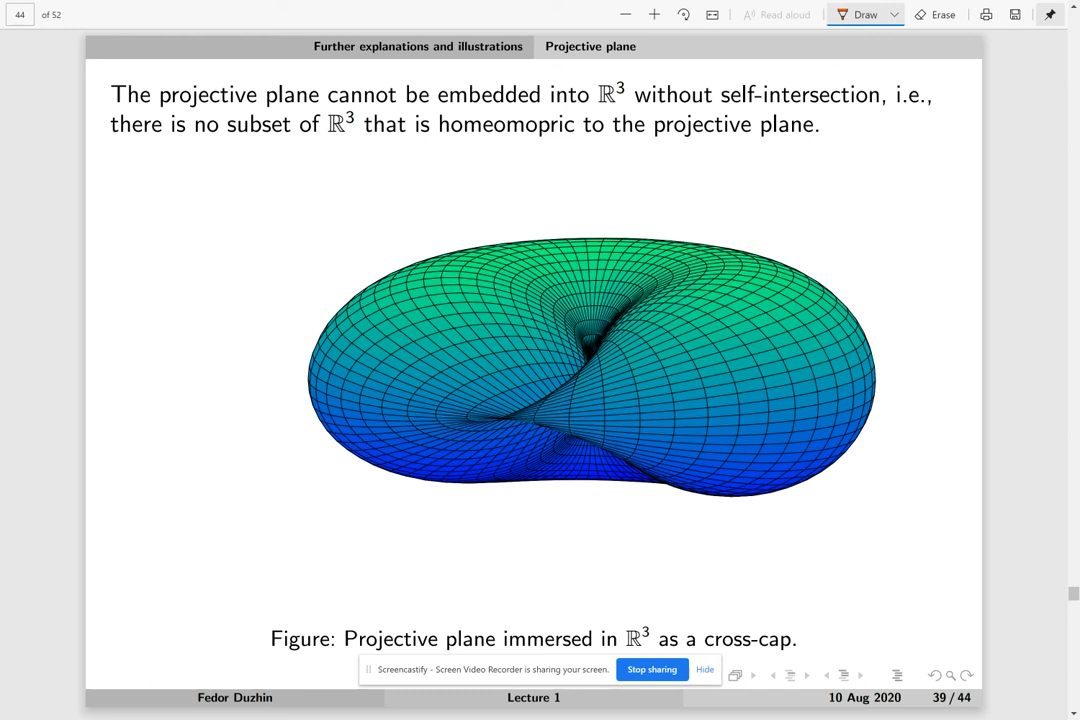 44 of 52 Read aloud Draw Erase
Further explanations and illustrations Projective plane
The projective plane cannot be embedded into ℝ³ without self-intersection, i.e.,
there is no subset of ℝ³ that is homeomopric to the projective plane.
Figure: Projective plane immersed in ℝ³ as a cross-cap.
Screencastify - Screen Video Recorder is sharing your screen. Stop sharing Hide
Fedor Duzhin Lecture 1 10 Aug 2020 39 / 44